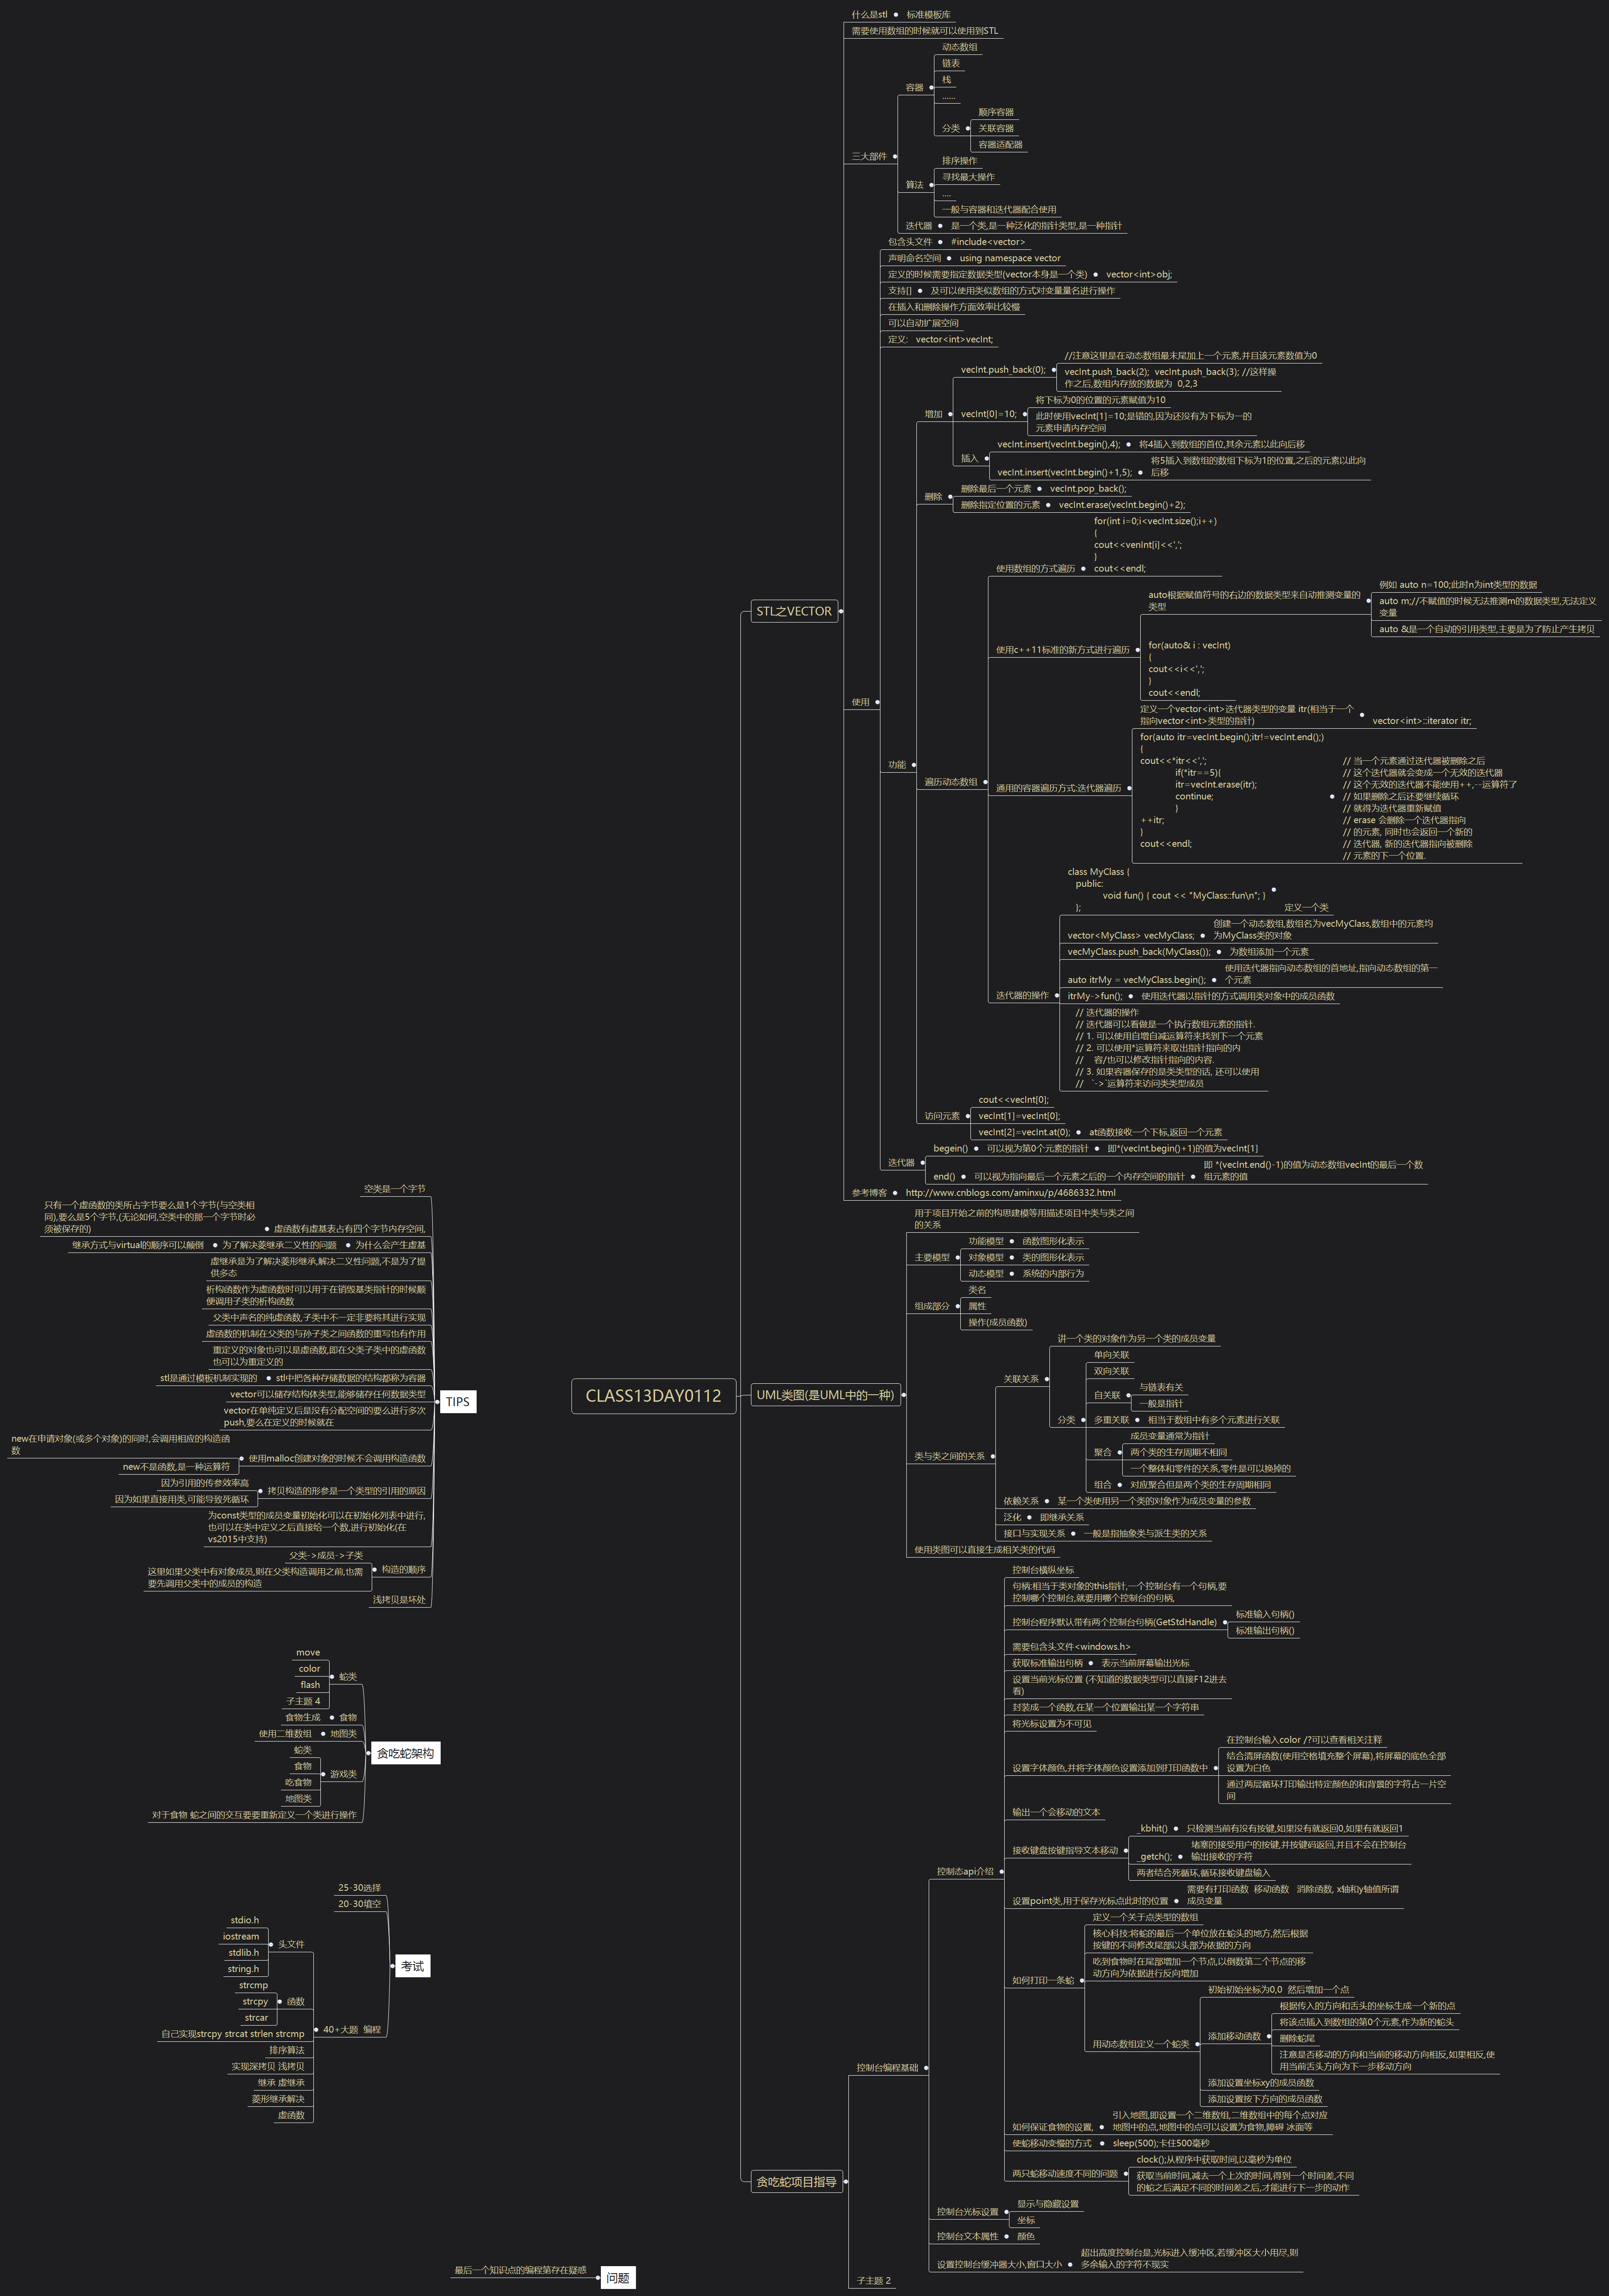 CLASS13DAY0112
STL之VECTOR
什么是stl
标准模板库
需要使用数组的时候就可以使用到STL
三大部件
容器
动态数组
链表
栈
......
分类
顺序容器
关联容器
容器适配器
算法
排序操作
寻找最大操作
....
一般与容器和迭代器配合使用
迭代器
是一个类,是一种泛化的指针类型,是一种指针
使用
包含头文件
#include<vector>
声明命名空间
using namespace vector
定义的时候需要指定数据类型(vector本身是一个类)
vector<int>obj;
支持[]
及可以使用类似数组的方式对变量量名进行操作
在插入和删除操作方面效率比较慢
可以自动扩展空间
定义: vector<int>vecInt;
功能
增加
vecInt.push_back(0);
//注意这里是在动态数组最末尾加上一个元素,并且该元素数值为0
vecInt.push_back(2); vecInt.push_back(3); //这样操
作之后,数组内存放的数据为 0,2,3
vecInt[0]=10;
将下标为0的位置的元素赋值为10
此时使用vecInt[1]=10;是错的,因为还没有为下标为一的
元素申请内存空间
插入
vecInt.insert(vecInt.begin(),4);
将4插入到数组的首位,其余元素以此向后移
vecInt.insert(vecInt.begin()+1,5);
将5插入到数组的数组下标为1的位置,之后的元素以此向
后移
删除
删除最后一个元素
vecInt.pop_back();
删除指定位置的元素
vecInt.erase(vecInt.begin()+2);
遍历动态数组
使用数组的方式遍历
for(int i=0;i<vecInt.size();i++)
{
cout<<venInt[i]<<',';
}
cout<<endl;
使用c++11标准的新方式进行遍历
auto根据赋值符号的右边的数据类型来自动推测变量的
类型
例如 auto n=100;此时n为int类型的数据
auto m;//不赋值的时候无法推测m的数据类型,无法定义
变量
auto &是一个自动的引用类型,主要是为了防止产生拷贝
for(auto& i : vecInt)
{
cout<<i<<',';
}
cout<<endl;
通用的容器遍历方式:迭代器遍历
定义一个vector<int>迭代器类型的变量 itr(相当于一个
指向vector<int>类型的指针)
vector<int>::iterator itr;
for(auto itr=vecInt.begin();itr!=vecInt.end();)
{
cout<<*itr<<',';
if(*itr==5){
itr=vecInt.erase(itr);
continue;
}
++itr;
}
cout<<endl;
// 当一个元素通过迭代器被删除之后
// 这个迭代器就会变成一个无效的迭代器
// 这个无效的迭代器不能使用++,--运算符了
// 如果删除之后还要继续循环
// 就得为迭代器重新赋值
// erase 会删除一个迭代器指向
// 的元素, 同时也会返回一个新的
// 迭代器, 新的迭代器指向被删除
// 元素的下一个位置.
迭代器的操作
class MyClass {
public:
void fun() { cout << "MyClass::fun\n"; }
};
定义一个类
vector<MyClass> vecMyClass;
创建一个动态数组,数组名为vecMyClass,数组中的元素均
为MyClass类的对象
vecMyClass.push_back(MyClass());
为数组添加一个元素
auto itrMy = vecMyClass.begin();
使用迭代器指向动态数组的首地址,指向动态数组的第一
个元素
itrMy->fun();
使用迭代器以指针的方式调用类对象中的成员函数
// 迭代器的操作
// 迭代器可以看做是一个执行数组元素的指针.
// 1. 可以使用自增自减运算符来找到下一个元素
// 2. 可以使用*运算符来取出指针指向的内
// 容/也可以修改指针指向的内容.
// 3. 如果容器保存的是类类型的话, 还可以使用
// `->`运算符来访问类类型成员
访问元素
cout<<vecInt[0];
vecInt[1]=vecInt[0];
vecInt[2]=vecInt.at(0);
at函数接收一个下标,返回一个元素
迭代器
begein()
可以视为第0个元素的指针
即*(vecInt.begin()+1)的值为vecInt[1]
end()
可以视为指向最后一个元素之后的一个内存空间的指针
即 *(vecInt.end()-1)的值为动态数组vecInt的最后一个数
组元素的值
参考博客
http://www.cnblogs.com/aminxu/p/4686332.html
UML类图(是UML中的一种)
用于项目开始之前的构思建模等用描述项目中类与类之间
的关系
主要模型
功能模型
函数图形化表示
对象模型
类的图形化表示
动态模型
系统的内部行为
组成部分
类名
属性
操作(成员函数)
类与类之间的关系
关联关系
讲一个类的对象作为另一个类的成员变量
分类
单向关联
双向关联
自关联
与链表有关
一般是指针
多重关联
相当于数组中有多个元素进行关联
聚合
成员变量通常为指针
两个类的生存周期不相同
一个整体和零件的关系,零件是可以换掉的
组合
对应聚合但是两个类的生存周期相同
依赖关系
某一个类使用另一个类的对象作为成员变量的参数
泛化
即继承关系
接口与实现关系
一般是指抽象类与派生类的关系
使用类图可以直接生成相关类的代码
贪吃蛇项目指导
控制台编程基础
控制态api介绍
控制台横纵坐标
句柄:相当于类对象的this指针,一个控制台有一个句柄,要
控制哪个控制台,就要用哪个控制台的句柄,
控制台程序默认带有两个控制台句柄(GetStdHandle)
标准输入句柄()
标准输出句柄()
需要包含头文件<windows.h>
获取标准输出句柄
表示当前屏幕输出光标
设置当前光标位置 (不知道的数据类型可以直接F12进去
看)
封装成一个函数,在某一个位置输出某一个字符串
将光标设置为不可见
设置字体颜色,并将字体颜色设置添加到打印函数中
在控制台输入color /?可以查看相关注释
结合清屏函数(使用空格填充整个屏幕),将屏幕的底色全部
设置为白色
通过两层循环打印输出特定颜色的和背景的字符占一片空
间
输出一个会移动的文本
接收键盘按键指导文本移动
_kbhit()
只检测当前有没有按键,如果没有就返回0,如果有就返回1
_getch();
堵塞的接受用户的按键,并按键码返回,并且不会在控制台
输出接收的字符
两者结合死循环,循环接收键盘输入
设置point类,用于保存光标点此时的位置
需要有打印函数 移动函数 消除函数, x轴和y轴值所谓
成员变量
如何打印一条蛇
定义一个关于点类型的数组
核心科技:将蛇的最后一个单位放在蛇头的地方,然后根据
按键的不同修改尾部以头部为依据的方向
吃到食物时在尾部增加一个节点,以倒数第二个节点的移
动方向为依据进行反向增加
用动态数组定义一个蛇类
初始初始坐标为0,0 然后增加一个点
添加移动函数
根据传入的方向和舌头的坐标生成一个新的点
将该点插入到数组的第0个元素,作为新的蛇头
删除蛇尾
注意是否移动的方向和当前的移动方向相反,如果相反,使
用当前舌头方向为下一步移动方向
添加设置坐标xy的成员函数
添加设置按下方向的成员函数
如何保证食物的设置,
引入地图,即设置一个二维数组,二维数组中的每个点对应
地图中的点,地图中的点可以设置为食物,障碍 冰面等
使蛇移动变慢的方式
sleep(500);卡住500毫秒
两只蛇移动速度不同的问题
clock();从程序中获取时间,以毫秒为单位
获取当前时间,减去一个上次的时间,得到一个时间差,不同
的蛇之后满足不同的时间差之后,才能进行下一步的动作
控制台光标设置
显示与隐藏设置
坐标
控制台文本属性
颜色
设置控制台缓冲器大小,窗口大小
超出高度控制台是,光标进入缓冲区,若缓冲区大小用尽,则
多余输入的字符不现实
子主题 2
TIPS
空类是一个字节
虚函数有虚基表占有四个字节内存空间,
只有一个虚函数的类所占字节要么是1个字节(与空类相
同),要么是5个字节,(无论如何,空类中的那一个字节时必
须被保存的)
为什么会产生虚基
为了解决菱继承二义性的问题
继承方式与virtual的顺序可以颠倒
虚继承是为了解决菱形继承,解决二义性问题,不是为了提
供多态
析构函数作为虚函数时可以用于在销毁基类指针的时候顺
便调用子类的析构函数
父类中声名的纯虚函数,子类中不一定非要将其进行实现
虚函数的机制在父类的与孙子类之间函数的重写也有作用
重定义的对象也可以是虚函数,即在父类子类中的虚函数
也可以为重定义的
stl中把各种存储数据的结构都称为容器
stl是通过模板机制实现的
vector可以储存结构体类型,能够储存任何数据类型
vector在单纯定义后是没有分配空间的要么进行多次
push,要么在定义的时候就在
使用malloc创建对象的时候不会调用构造函数
new在申请对象(或多个对象)的同时,会调用相应的构造函
数
new不是函数,是一种运算符
拷贝构造的形参是一个类型的引用的原因
因为引用的传参效率高
因为如果直接用类,可能导致死循环
为const类型的成员变量初始化可以在初始化列表中进行,
也可以在类中定义之后直接给一个数,进行初始化(在
vs2015中支持)
构造的顺序
父类->成员->子类
这里如果父类中有对象成员,则在父类构造调用之前,也需
要先调用父类中的成员的构造
浅拷贝是坏处
贪吃蛇架构
蛇类
move
color
flash
子主题 4
食物
食物生成
地图类
使用二维数组
游戏类
蛇类
食物
吃食物
地图类
对于食物 蛇之间的交互要要重新定义一个类进行操作
考试
25-30选择
20-30填空
40+大题 编程
头文件
stdio.h
iostream
stdlib.h
string.h
函数
strcmp
strcpy
strcar
自己实现strcpy strcat strlen strcmp
排序算法
实现深拷贝 浅拷贝
继承 虚继承
菱形继承解决
虚函数
问题
最后一个知识点的编程第存在疑惑